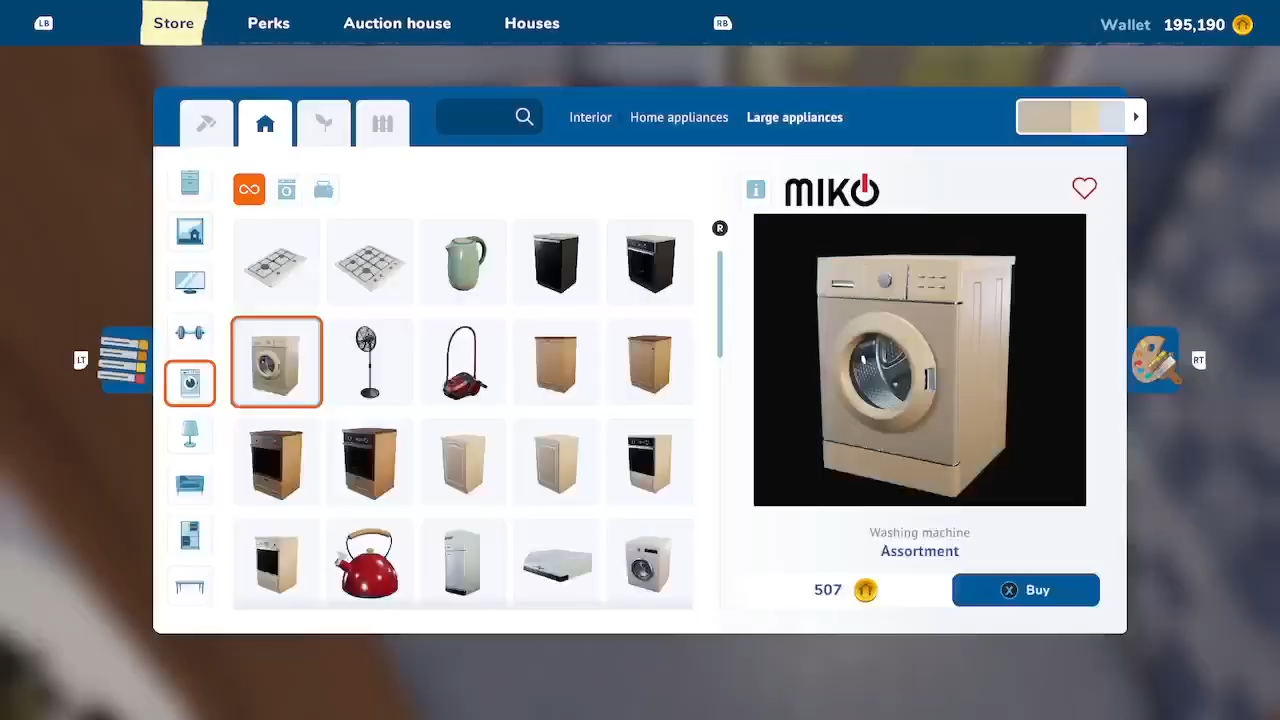 LB
Store
Perks
Auction house
Houses
RB
Wallet 195,190
Interior
Home appliances
Large appliances
i
MIKO
R
LT
RT
Washing machine
Assortment
507
X Buy